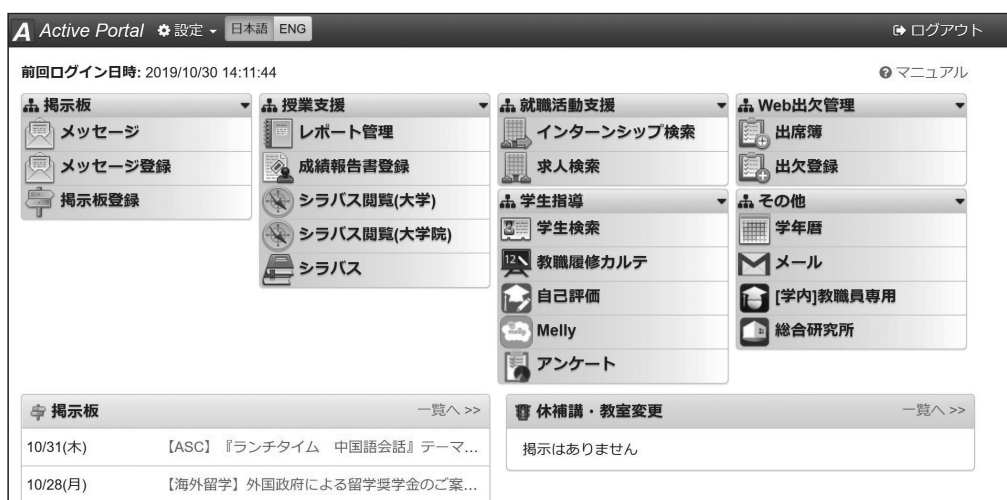 A Active Portal 設定 日本語 ENG ログアウト
前回ログイン日時: 2019/10/30 14:11:44 マニュアル
掲示板
メッセージ
メッセージ登録
掲示板登録
授業支援
レポート管理
成績報告書登録
シラバス閲覧(大学)
シラバス閲覧(大学院)
シラバス
就職活動支援
インターンシップ検索
求人検索
学生指導
学生検索
教職履修カルテ
自己評価
Melly
アンケート
Web出欠管理
出席簿
出欠登録
その他
学年暦
メール
[学内]教職員専用
総合研究所
掲示板 一覧へ >>
10/31(木) 【ASC】『ランチタイム 中国語会話』テーマ...
10/28(月) 【海外留学】外国政府による留学奨学金のご案...
休補講・教室変更 一覧へ >>
掲示はありません